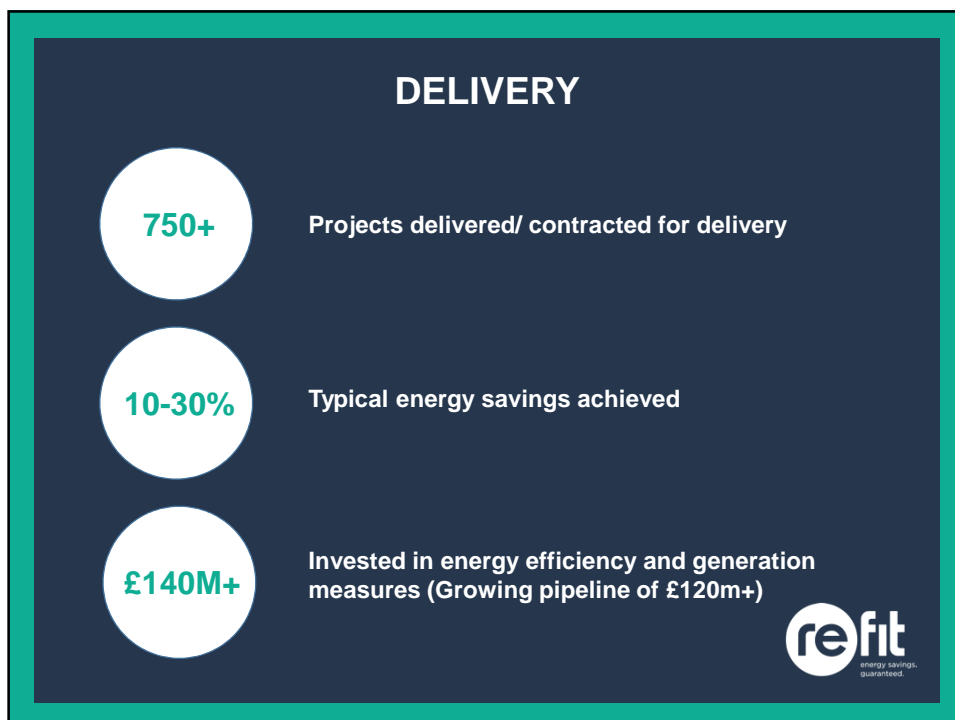 DELIVERY
750+
Projects delivered/ contracted for delivery
10-30%
Typical energy savings achieved
£140M+
Invested in energy efficiency and generation
measures (Growing pipeline of £120m+)
refit
energy savings.
guaranteed.